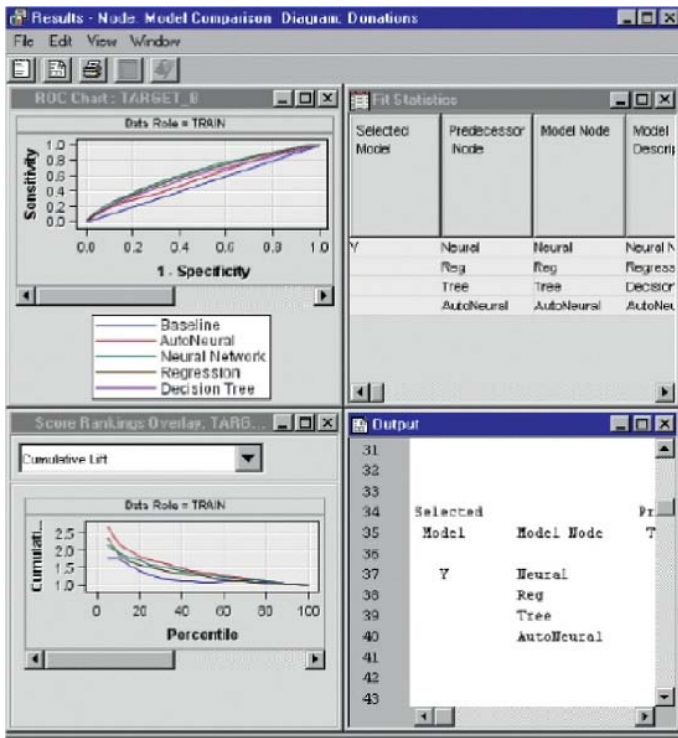 Results - Node: Model Comparison Diagram: Donations
File Edit View Window
ROC Chart : TARGET_B
Data Role = TRAIN
Sensitivity
1.0
0.8
0.6
0.4
0.2
0.0
0.0 0.2 0.4 0.6 0.8 1.0
1 - Specificity
Baseline
AutoNeural
Neural Network
Regression
Decision Tree
Fit Statistics
Selected Model Predecessor Node Model Node Model Descrip
Y Neural Neural Neural N
Reg Reg Regress
Tree Tree Decision
AutoNeural AutoNeural AutoNeu
Score Rankings Overlay: TARG...
Cumulative Lift
Data Role = TRAIN
Cumulati...
2.5
2.0
1.5
1.0
0 20 40 60 80 100
Percentile
Output
31
32
33
34 Selected Pr
35 Model Model Node T
36
37 Y Neural
38 Reg
39 Tree
40 AutoNeural
41
42
43